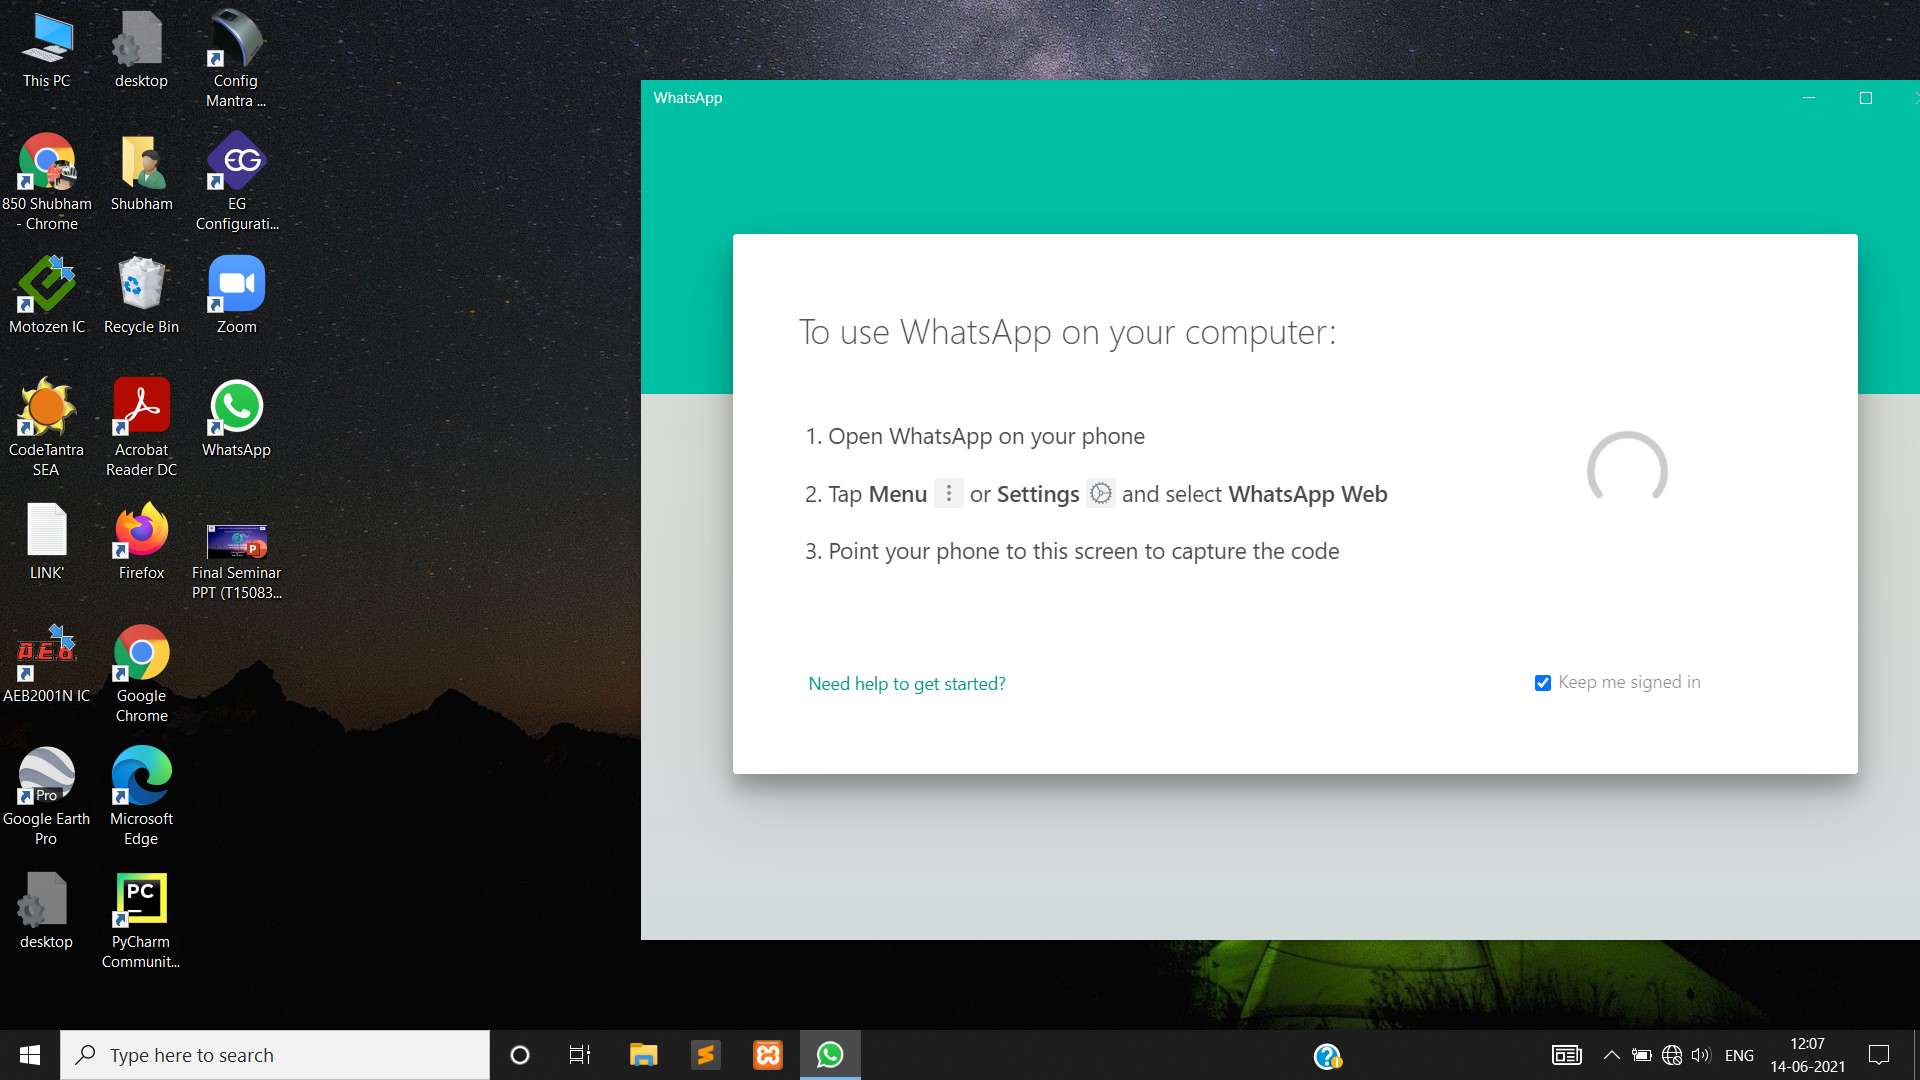 This PC
desktop
Config
Mantra ...
850 Shubham
- Chrome
Shubham
EG
EG
Configurati...
Motozen IC
Recycle Bin
Zoom
CodeTantra
SEA
Acrobat
Reader DC
WhatsApp
LINK'
Firefox
P
Final Seminar
PPT (T15083...
AEB2001N IC
Google
Chrome
Pro
Google Earth
Pro
Microsoft
Edge
desktop
PC
PyCharm
Communit...
WhatsApp
To use WhatsApp on your computer:
1. Open WhatsApp on your phone
2. Tap Menu or Settings and select WhatsApp Web
3. Point your phone to this screen to capture the code
Need help to get started?
Keep me signed in
Type here to search
ENG
12:07
14-06-2021